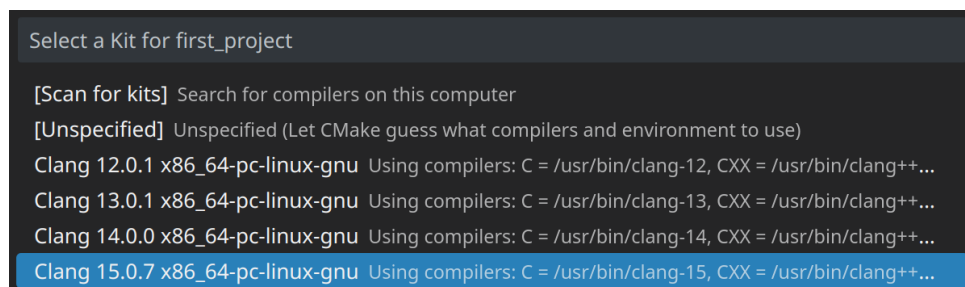 Select a Kit for first_project
[Scan for kits] Search for compilers on this computer
[Unspecified] Unspecified (Let CMake guess what compilers and environment to use)
Clang 12.0.1 x86_64-pc-linux-gnu Using compilers: C = /usr/bin/clang-12, CXX = /usr/bin/clang++...
Clang 13.0.1 x86_64-pc-linux-gnu Using compilers: C = /usr/bin/clang-13, CXX = /usr/bin/clang++...
Clang 14.0.0 x86_64-pc-linux-gnu Using compilers: C = /usr/bin/clang-14, CXX = /usr/bin/clang++...
Clang 15.0.7 x86_64-pc-linux-gnu Using compilers: C = /usr/bin/clang-15, CXX = /usr/bin/clang++...